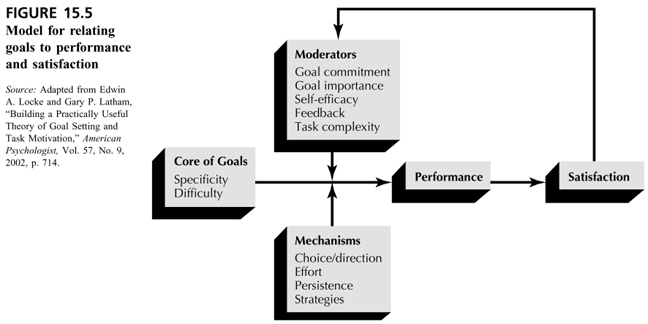 FIGURE 15.5
Model for relating
goals to performance
and satisfaction
Source: Adapted from Edwin
A. Locke and Gary P. Latham,
“Building a Practically Useful
Theory of Goal Setting and
Task Motivation,” American
Psychologist, Vol. 57, No. 9,
2002, p. 714.
Moderators
Goal commitment
Goal importance
Self-efficacy
Feedback
Task complexity
Core of Goals
Specificity
Difficulty
Performance
Satisfaction
Mechanisms
Choice/direction
Effort
Persistence
Strategies